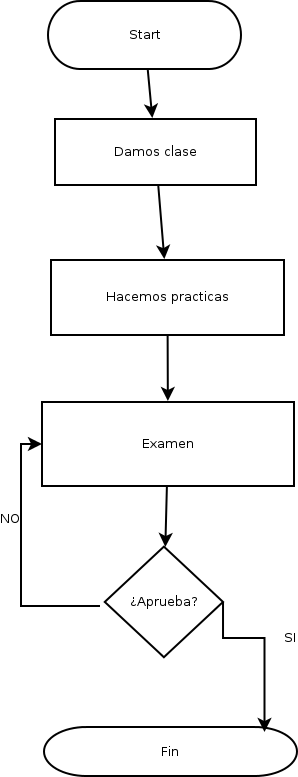 Start
Damos clase
Hacemos practicas
Examen
NO
¿Aprueba?
SI
Fin